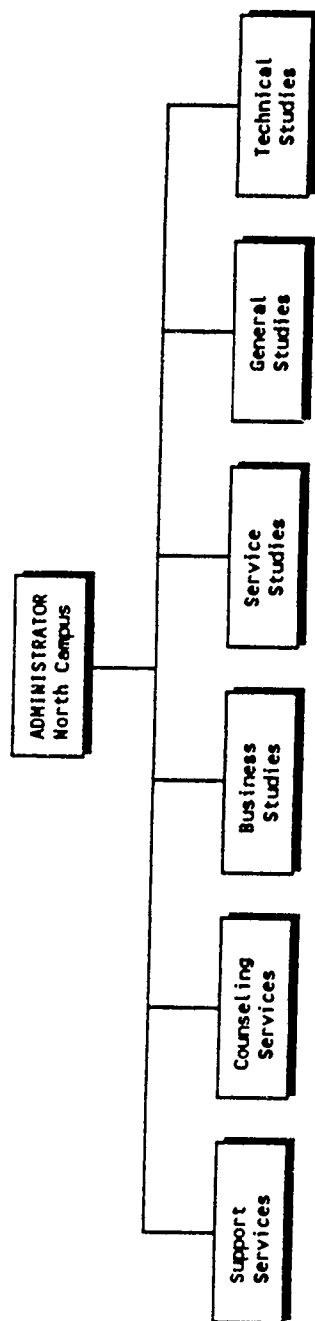 ADMINISTRATOR
North Campus
Support
Services
Counseling
Services
Business
Studies
Service
Studies
General
Studies
Technical
Studies